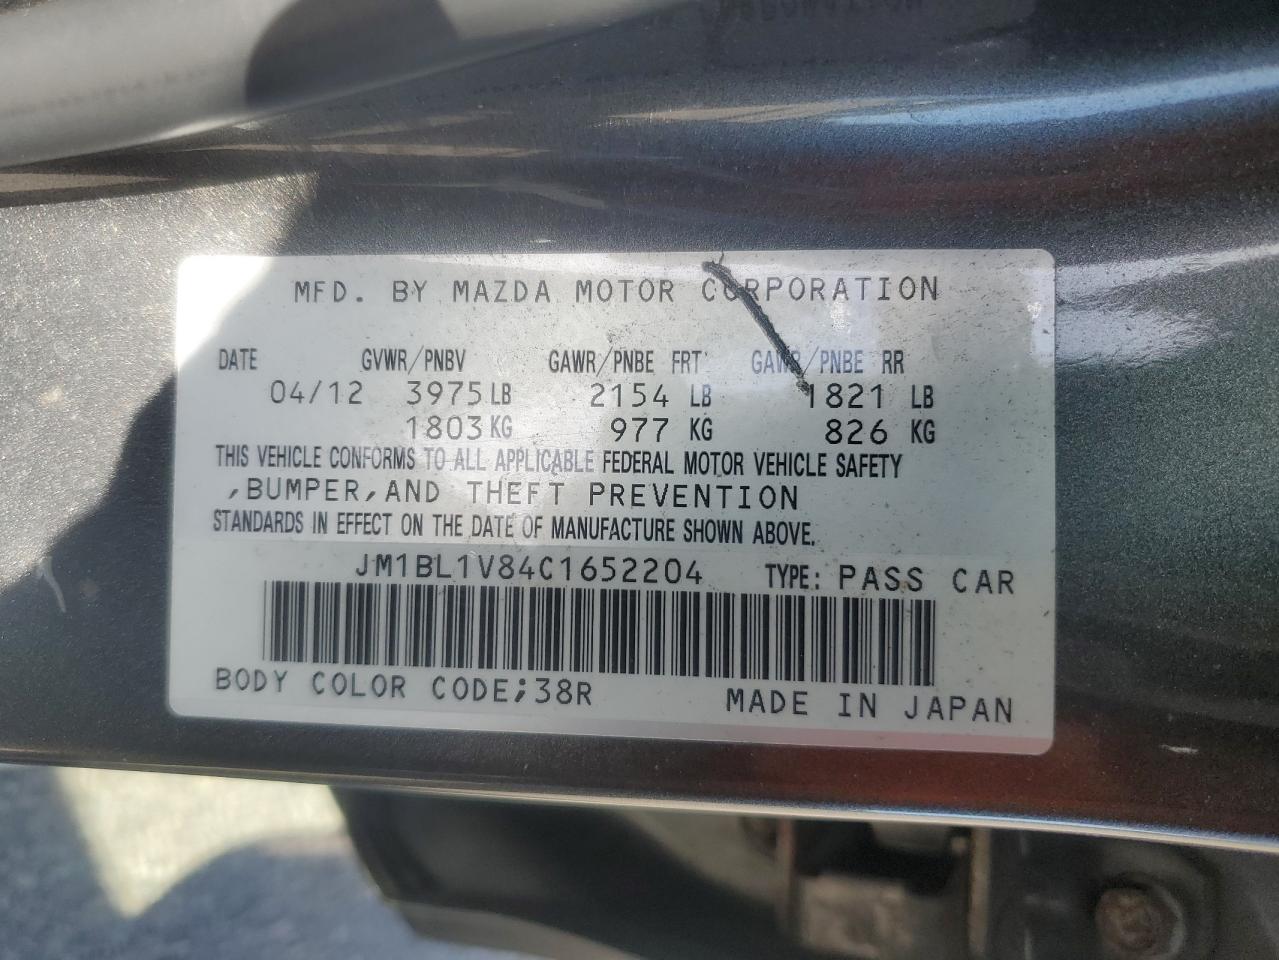 MFD. BY MAZDA MOTOR CORPORATION
DATE GVWR/PNBV GAWR/PNBE FRT GAWR/PNBE RR
04/12 3975 LB 2154 LB 1821 LB
1803 KG 977 KG 826 KG
THIS VEHICLE CONFORMS TO ALL APPLICABLE FEDERAL MOTOR VEHICLE SAFETY
,BUMPER,AND THEFT PREVENTION
STANDARDS IN EFFECT ON THE DATE OF MANUFACTURE SHOWN ABOVE.
JM1BL1V84C1652204 TYPE: PASS CAR
BODY COLOR CODE;38R MADE IN JAPAN